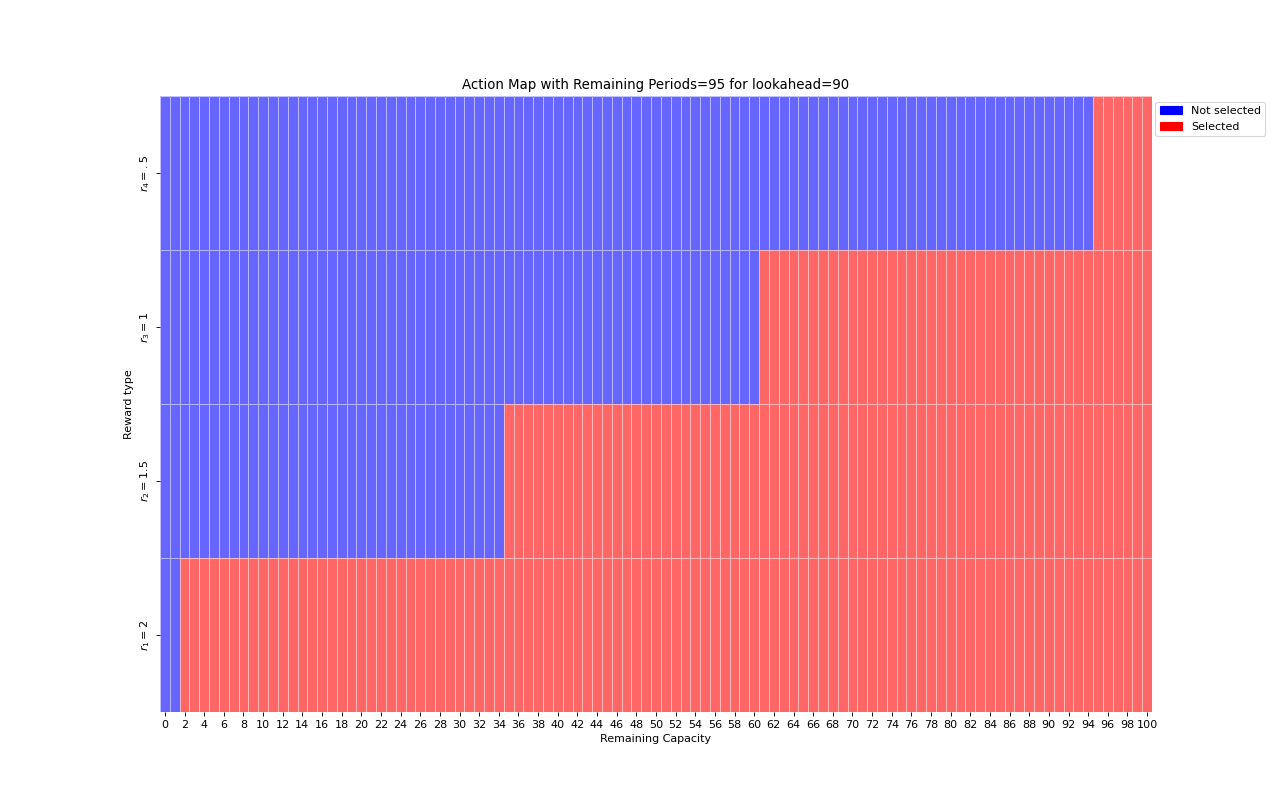 Action Map with Remaining Periods=95 for lookahead=90
Not selected
Selected
Reward type
r₄ = .5
r₃ = 1
r₂ = 1.5
r₁ = 2
0 2 4 6 8 10 12 14 16 18 20 22 24 26 28 30 32 34 36 38 40 42 44 46 48 50 52 54 56 58 60 62 64 66 68 70 72 74 76 78 80 82 84 86 88 90 92 94 96 98 100
Remaining Capacity